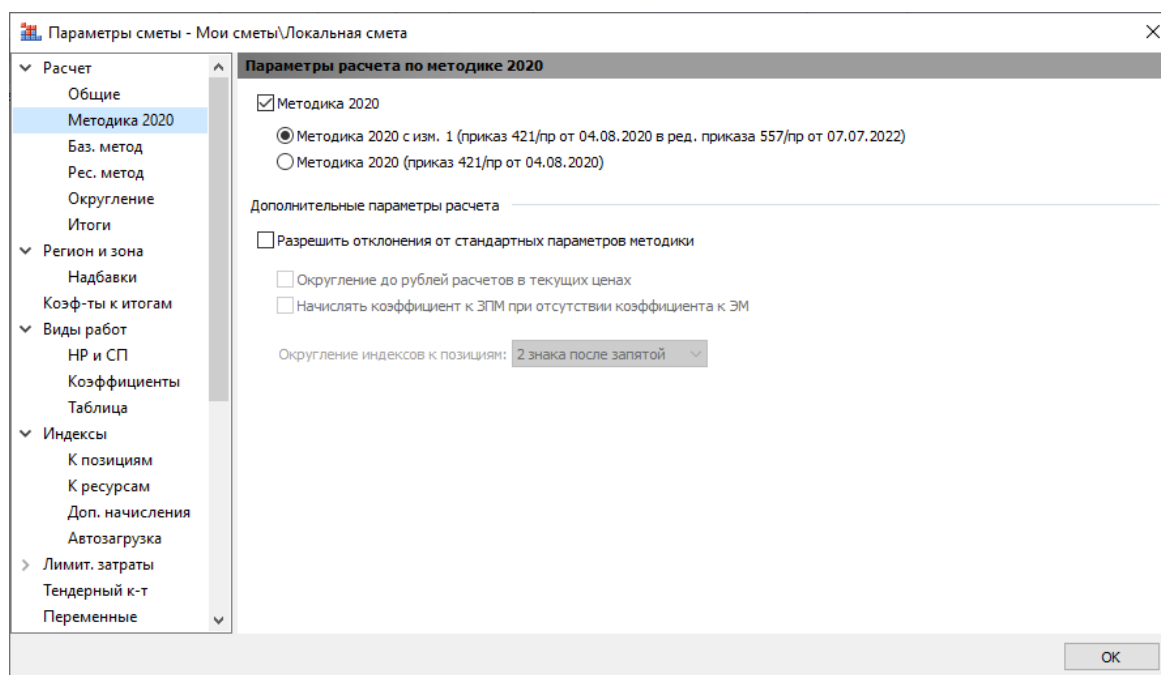 Параметры сметы - Мои сметы\Локальная смета
Расчет
Общие
Методика 2020
Баз. метод
Рес. метод
Округление
Итоги
Регион и зона
Надбавки
Коэф-ты к итогам
Виды работ
НР и СП
Коэффициенты
Таблица
Индексы
К позициям
К ресурсам
Доп. начисления
Автозагрузка
Лимит. затраты
Тендерный к-т
Переменные
Параметры расчета по методике 2020
Методика 2020
Методика 2020 с изм. 1 (приказ 421/пр от 04.08.2020 в ред. приказа 557/пр от 07.07.2022)
Методика 2020 (приказ 421/пр от 04.08.2020)
Дополнительные параметры расчета
Разрешить отклонения от стандартных параметров методики
Округление до рублей расчетов в текущих ценах
Начислять коэффициент к ЗПМ при отсутствии коэффициента к ЭМ
Округление индексов к позициям: 2 знака после запятой
ОК